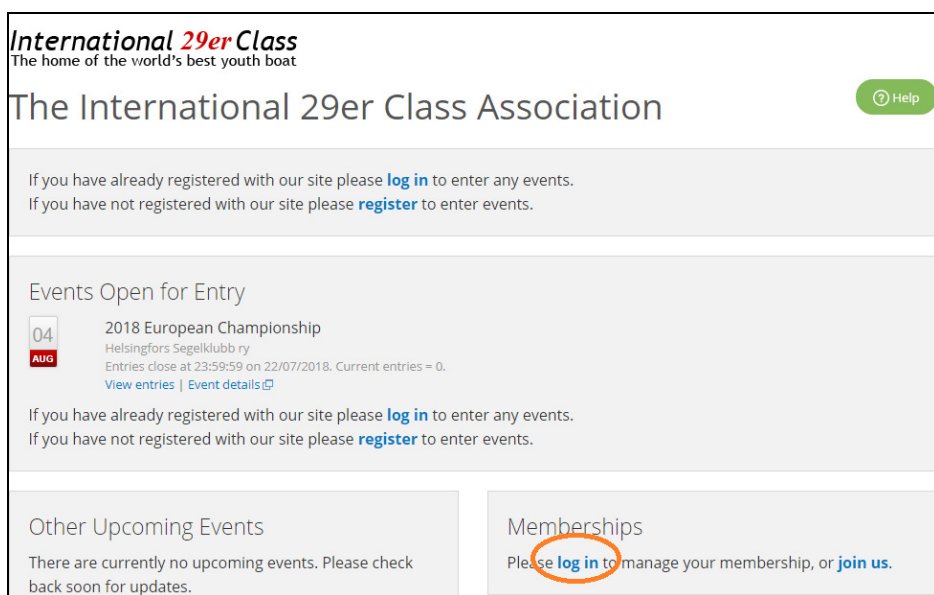 International 29er Class
The home of the world's best youth boat
The International 29er Class Association
Help
If you have already registered with our site please log in to enter any events.
If you have not registered with our site please register to enter events.
Events Open for Entry
04
AUG
2018 European Championship
Helsingfors Segelklubb ry
Entries close at 23:59:59 on 22/07/2018. Current entries = 0.
View entries | Event details
If you have already registered with our site please log in to enter any events.
If you have not registered with our site please register to enter events.
Other Upcoming Events
There are currently no upcoming events. Please check
back soon for updates.
Memberships
Please log in to manage your membership, or join us.